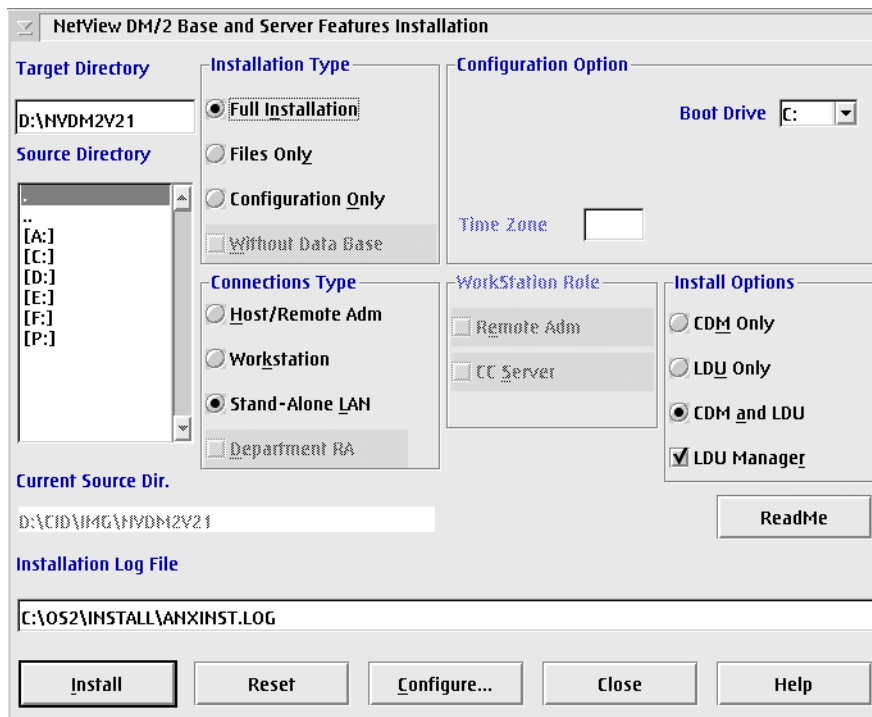 NetView DM/2 Base and Server Features Installation
Target Directory
D:\NVDM2V21
Source Directory
.
..
[A:]
[C:]
[D:]
[E:]
[F:]
[P:]
Installation Type
Full Installation
Files Only
Configuration Only
Without Data Base
Configuration Option
Boot Drive C:
Time Zone
Connections Type
Host/Remote Adm
Workstation
Stand-Alone LAN
Department RA
WorkStation Role
Remote Adm
CC Server
Install Options
CDM Only
LDU Only
CDM and LDU
LDU Manager
Current Source Dir.
D:\CID\IMG\NVDM2V21
ReadMe
Installation Log File
C:\OS2\INSTALL\ANXINST.LOG
Install
Reset
Configure...
Close
Help